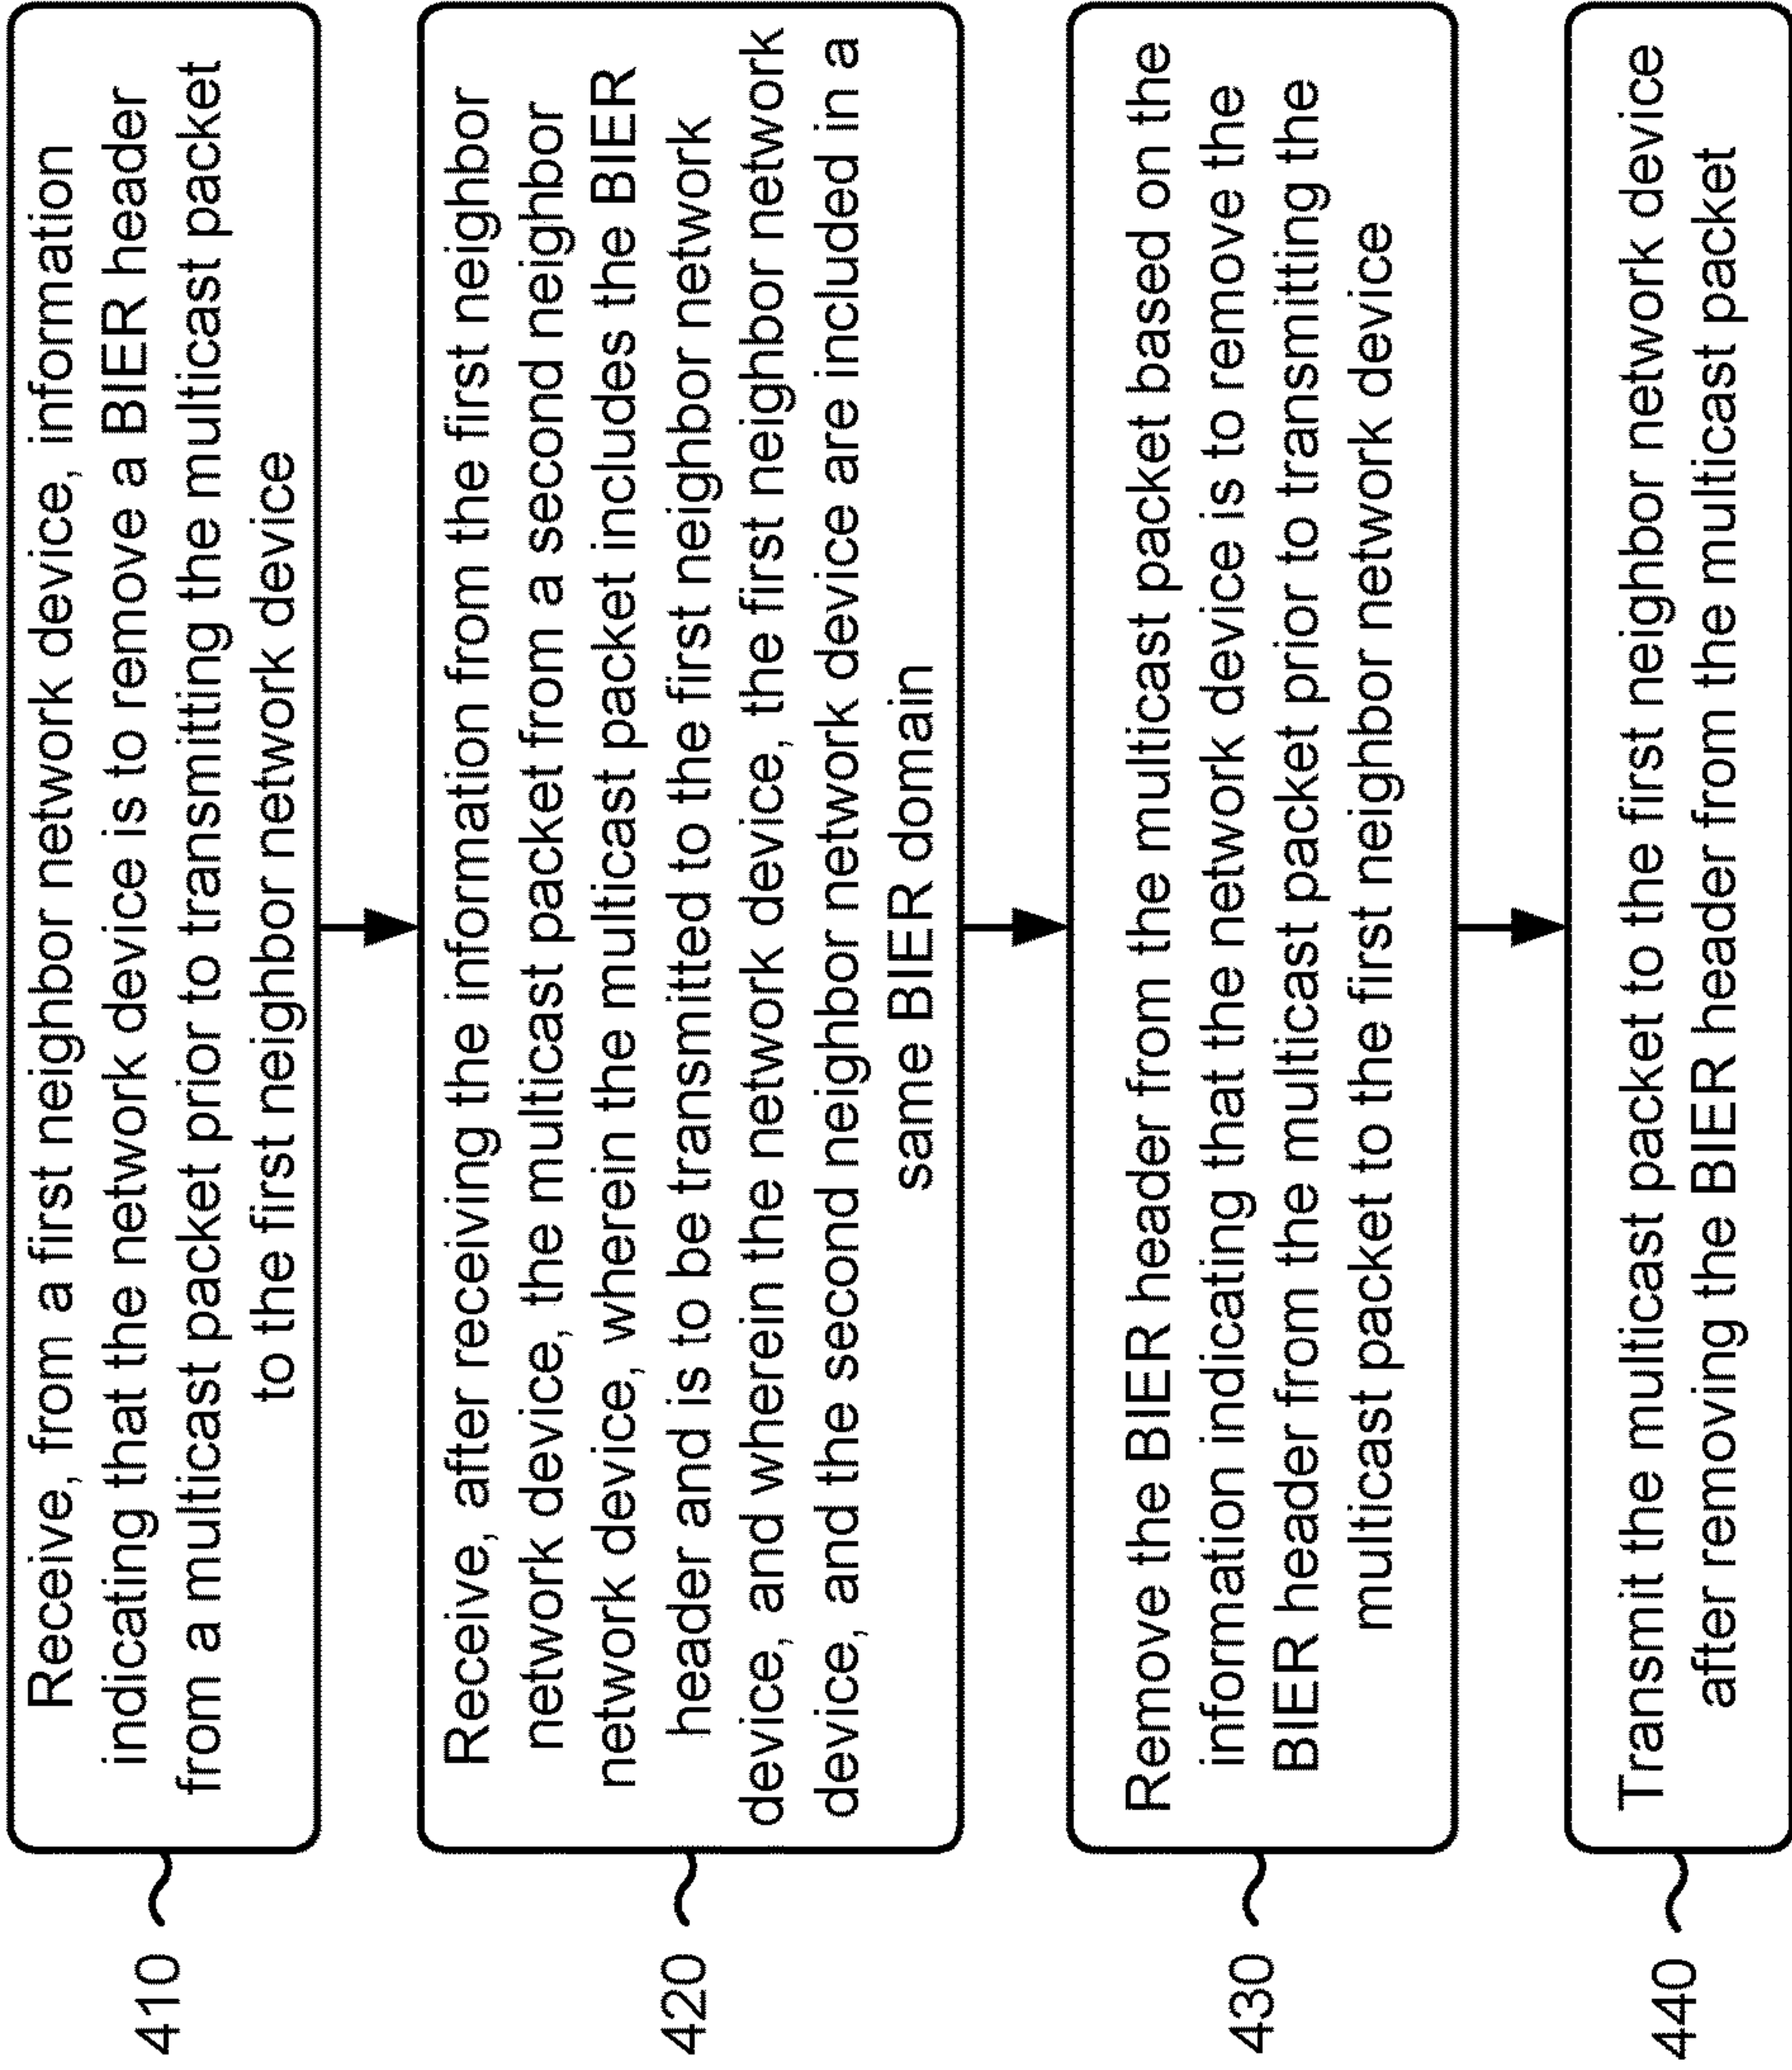 410
Receive, from a first neighbor network device, information
indicating that the network device is to remove a BIER header
from a multicast packet prior to transmitting the multicast packet
to the first neighbor network device
420
Receive, after receiving the information from the first neighbor
network device, the multicast packet from a second neighbor
network device, wherein the multicast packet includes the BIER
header and is to be transmitted to the first neighbor network
device, and wherein the network device, the first neighbor network
device, and the second neighbor network device are included in a
same BIER domain
430
Remove the BIER header from the multicast packet based on the
information indicating that the network device is to remove the
BIER header from the multicast packet prior to transmitting the
multicast packet to the first neighbor network device
440
Transmit the multicast packet to the first neighbor network device
after removing the BIER header from the multicast packet